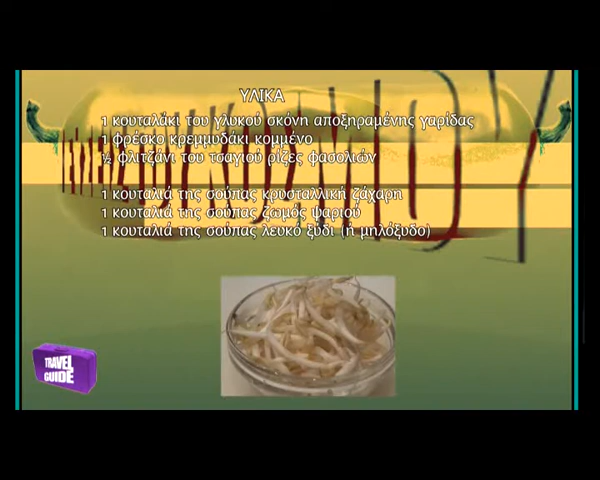 ΥΛΙΚΑ
1 κουταλάκι του γλυκού σκόνη αποξηραμένης γαρίδας
1 φρέσκο κρεμμυδάκι κομμένο
½ φλιτζάνι του τσαγιού ρίζες φασολιών
1 κουταλιά της σούπας κρυσταλλική ζάχαρη
1 κουταλιά της σούπας ζωμός ψαριού
1 κουταλιά της σούπας λευκό ξύδι (ή μηλόξυδο)
TRAVEL
GUIDE